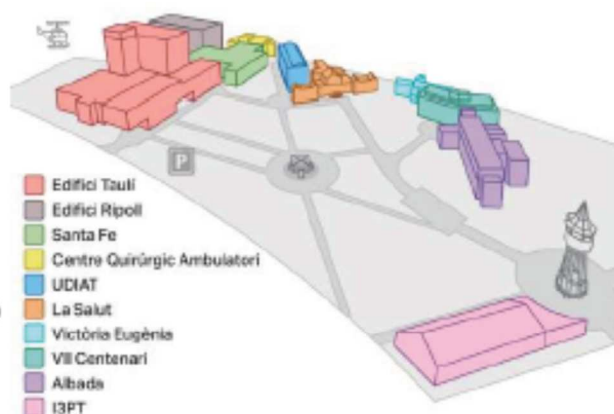 P
Edifici Taulí
Edifici Ripoll
Santa Fe
Centre Quirúrgic Ambulatori
UDIAT
La Salut
Victòria Eugènia
VII Centenari
Albada
I3PT